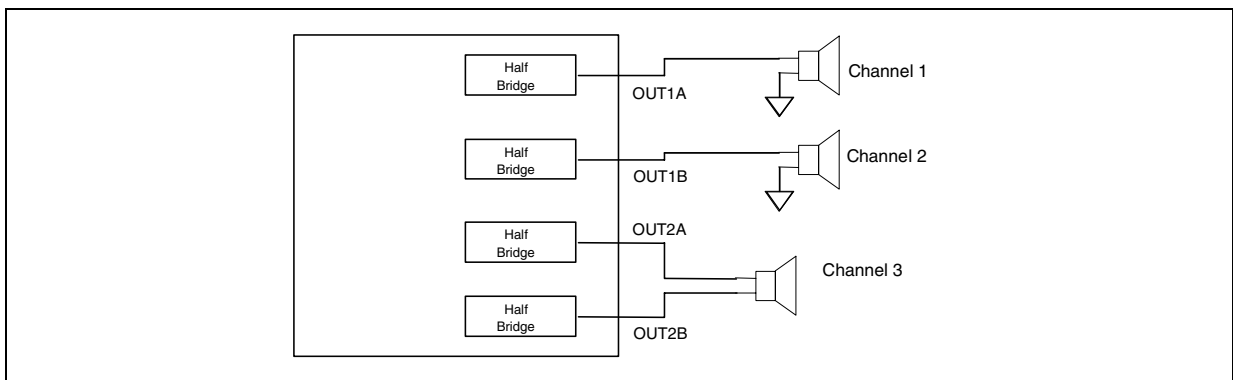 Half
Bridge
OUT1A
Channel 1
Half
Bridge
OUT1B
Channel 2
Half
Bridge
OUT2A
Channel 3
Half
Bridge
OUT2B